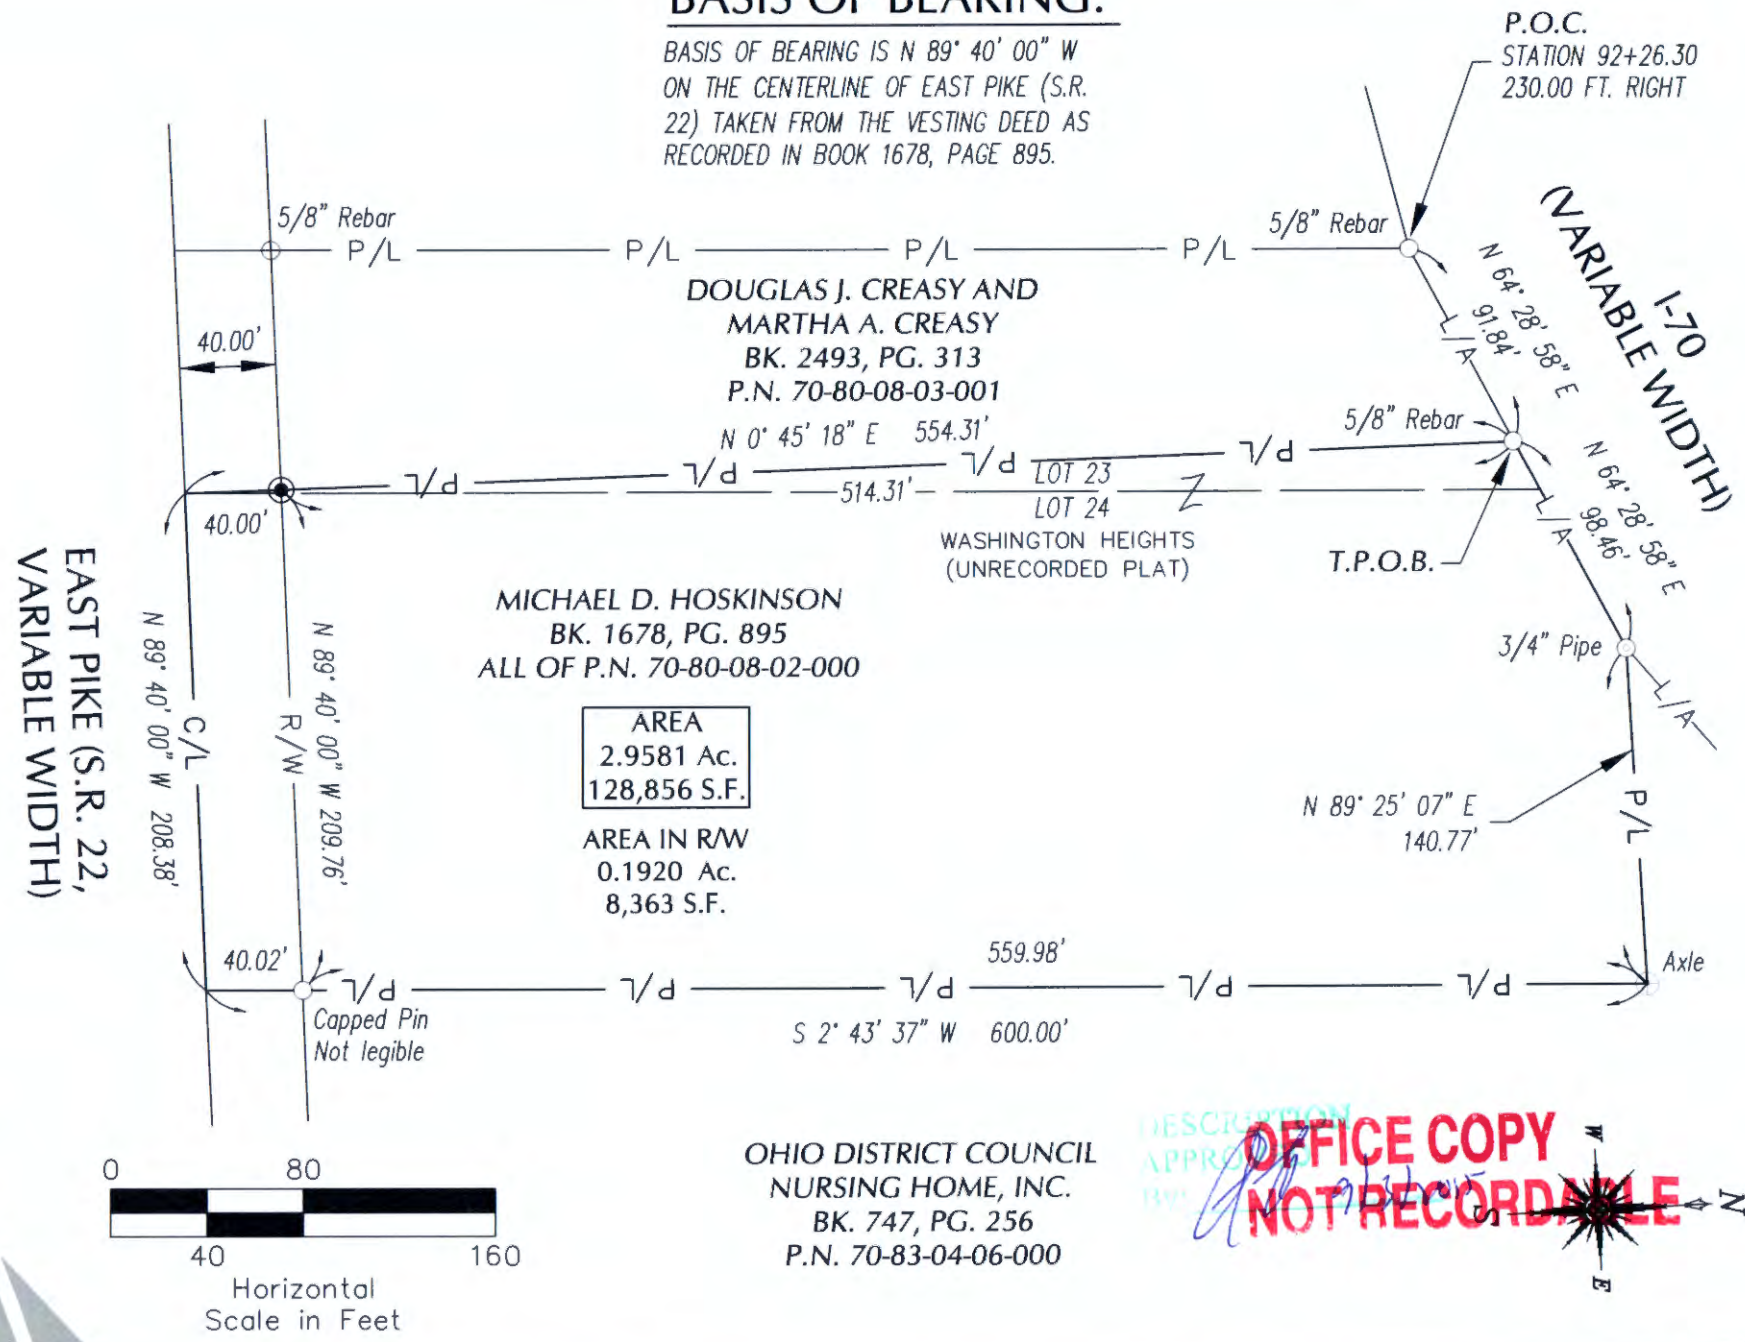 BASIS OF BEARING:
BASIS OF BEARING IS N 89° 40' 00" W
ON THE CENTERLINE OF EAST PIKE (S.R.
22) TAKEN FROM THE VESTING DEED AS
RECORDED IN BOOK 1678, PAGE 895.
P.O.C.
STATION 92+26.30
230.00 FT. RIGHT
5/8" Rebar
P/L P/L P/L P/L
5/8" Rebar
I-70
(VARIABLE WIDTH)
N 64° 28' 58" E
91.84'
L/A
40.00'
DOUGLAS J. CREASY AND
MARTHA A. CREASY
BK. 2493, PG. 313
P.N. 70-80-08-03-001
N 0° 45' 18" E 554.31'
5/8" Rebar
P/L P/L P/L P/L
LOT 23
514.31'
LOT 24
WASHINGTON HEIGHTS
(UNRECORDED PLAT)
T.P.O.B.
N 64° 28' 58" E
98.46'
L/A
40.00'
EAST PIKE (S.R. 22,
VARIABLE WIDTH)
N 89° 40' 00" W 208.38'
C/L
R/W
N 89° 40' 00" W 209.76'
MICHAEL D. HOSKINSON
BK. 1678, PG. 895
ALL OF P.N. 70-80-08-02-000
3/4" Pipe
L/A
AREA
2.9581 Ac.
128,856 S.F.
AREA IN R/W
0.1920 Ac.
8,363 S.F.
N 89° 25' 07" E
140.77'
P/L
40.02'
559.98'
Axle
P/L P/L P/L P/L P/L
Capped Pin
Not legible
S 2° 43' 37" W 600.00'
OHIO DISTRICT COUNCIL
NURSING HOME, INC.
BK. 747, PG. 256
P.N. 70-83-04-06-000
DESCRIPTION
APPROVED
BY:
OFFICE COPY
NOT RECORDABLE
W
N
S
E
0 80
40 160
Horizontal
Scale in Feet